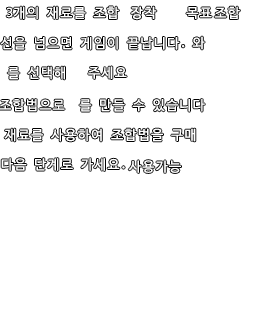 3개의 재료를 조합 장착 목표조합
선을 넘으면 게임이 끝납니다. 와
를 선택해 주세요
조합법으로 를 만들 수 있습니다
재료를 사용하여 조합법을 구매
다음 단계로 가세요. 사용가능